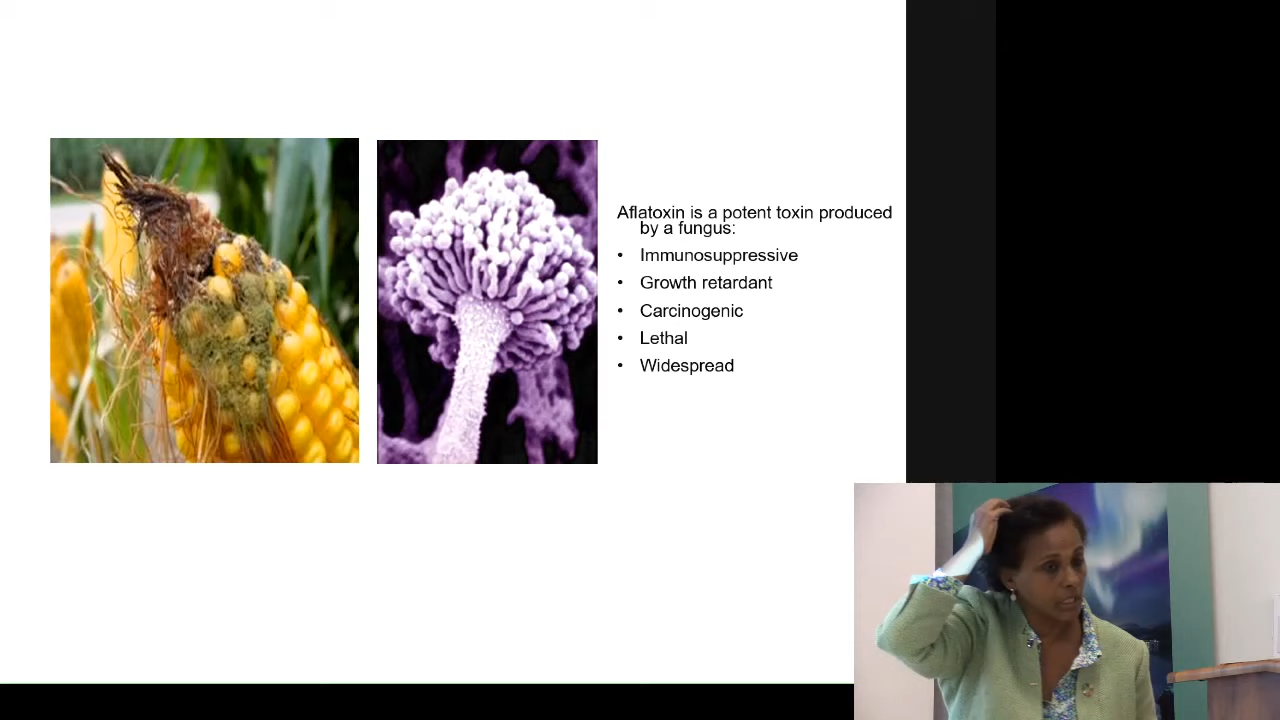 Aflatoxin is a potent toxin produced
by a fungus:
• Immunosuppressive
• Growth retardant
• Carcinogenic
• Lethal
• Widespread